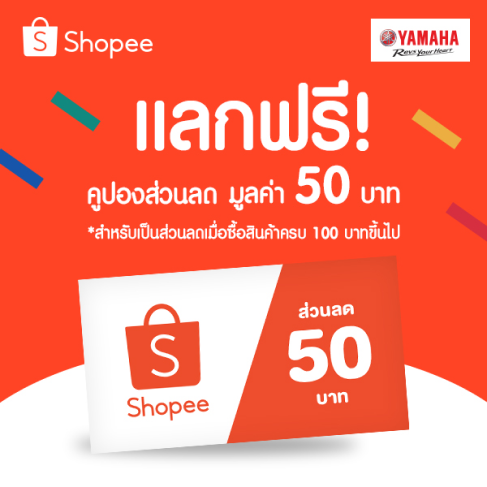 Shopee
YAMAHA
Revs Your Heart
แลกฟรี!
คูปองส่วนลด มูลค่า 50 บาท
*สำหรับเป็นส่วนลดเมื่อซื้อสินค้าครบ 100 บาทขึ้นไป
S
Shopee
ส่วนลด
50
บาท